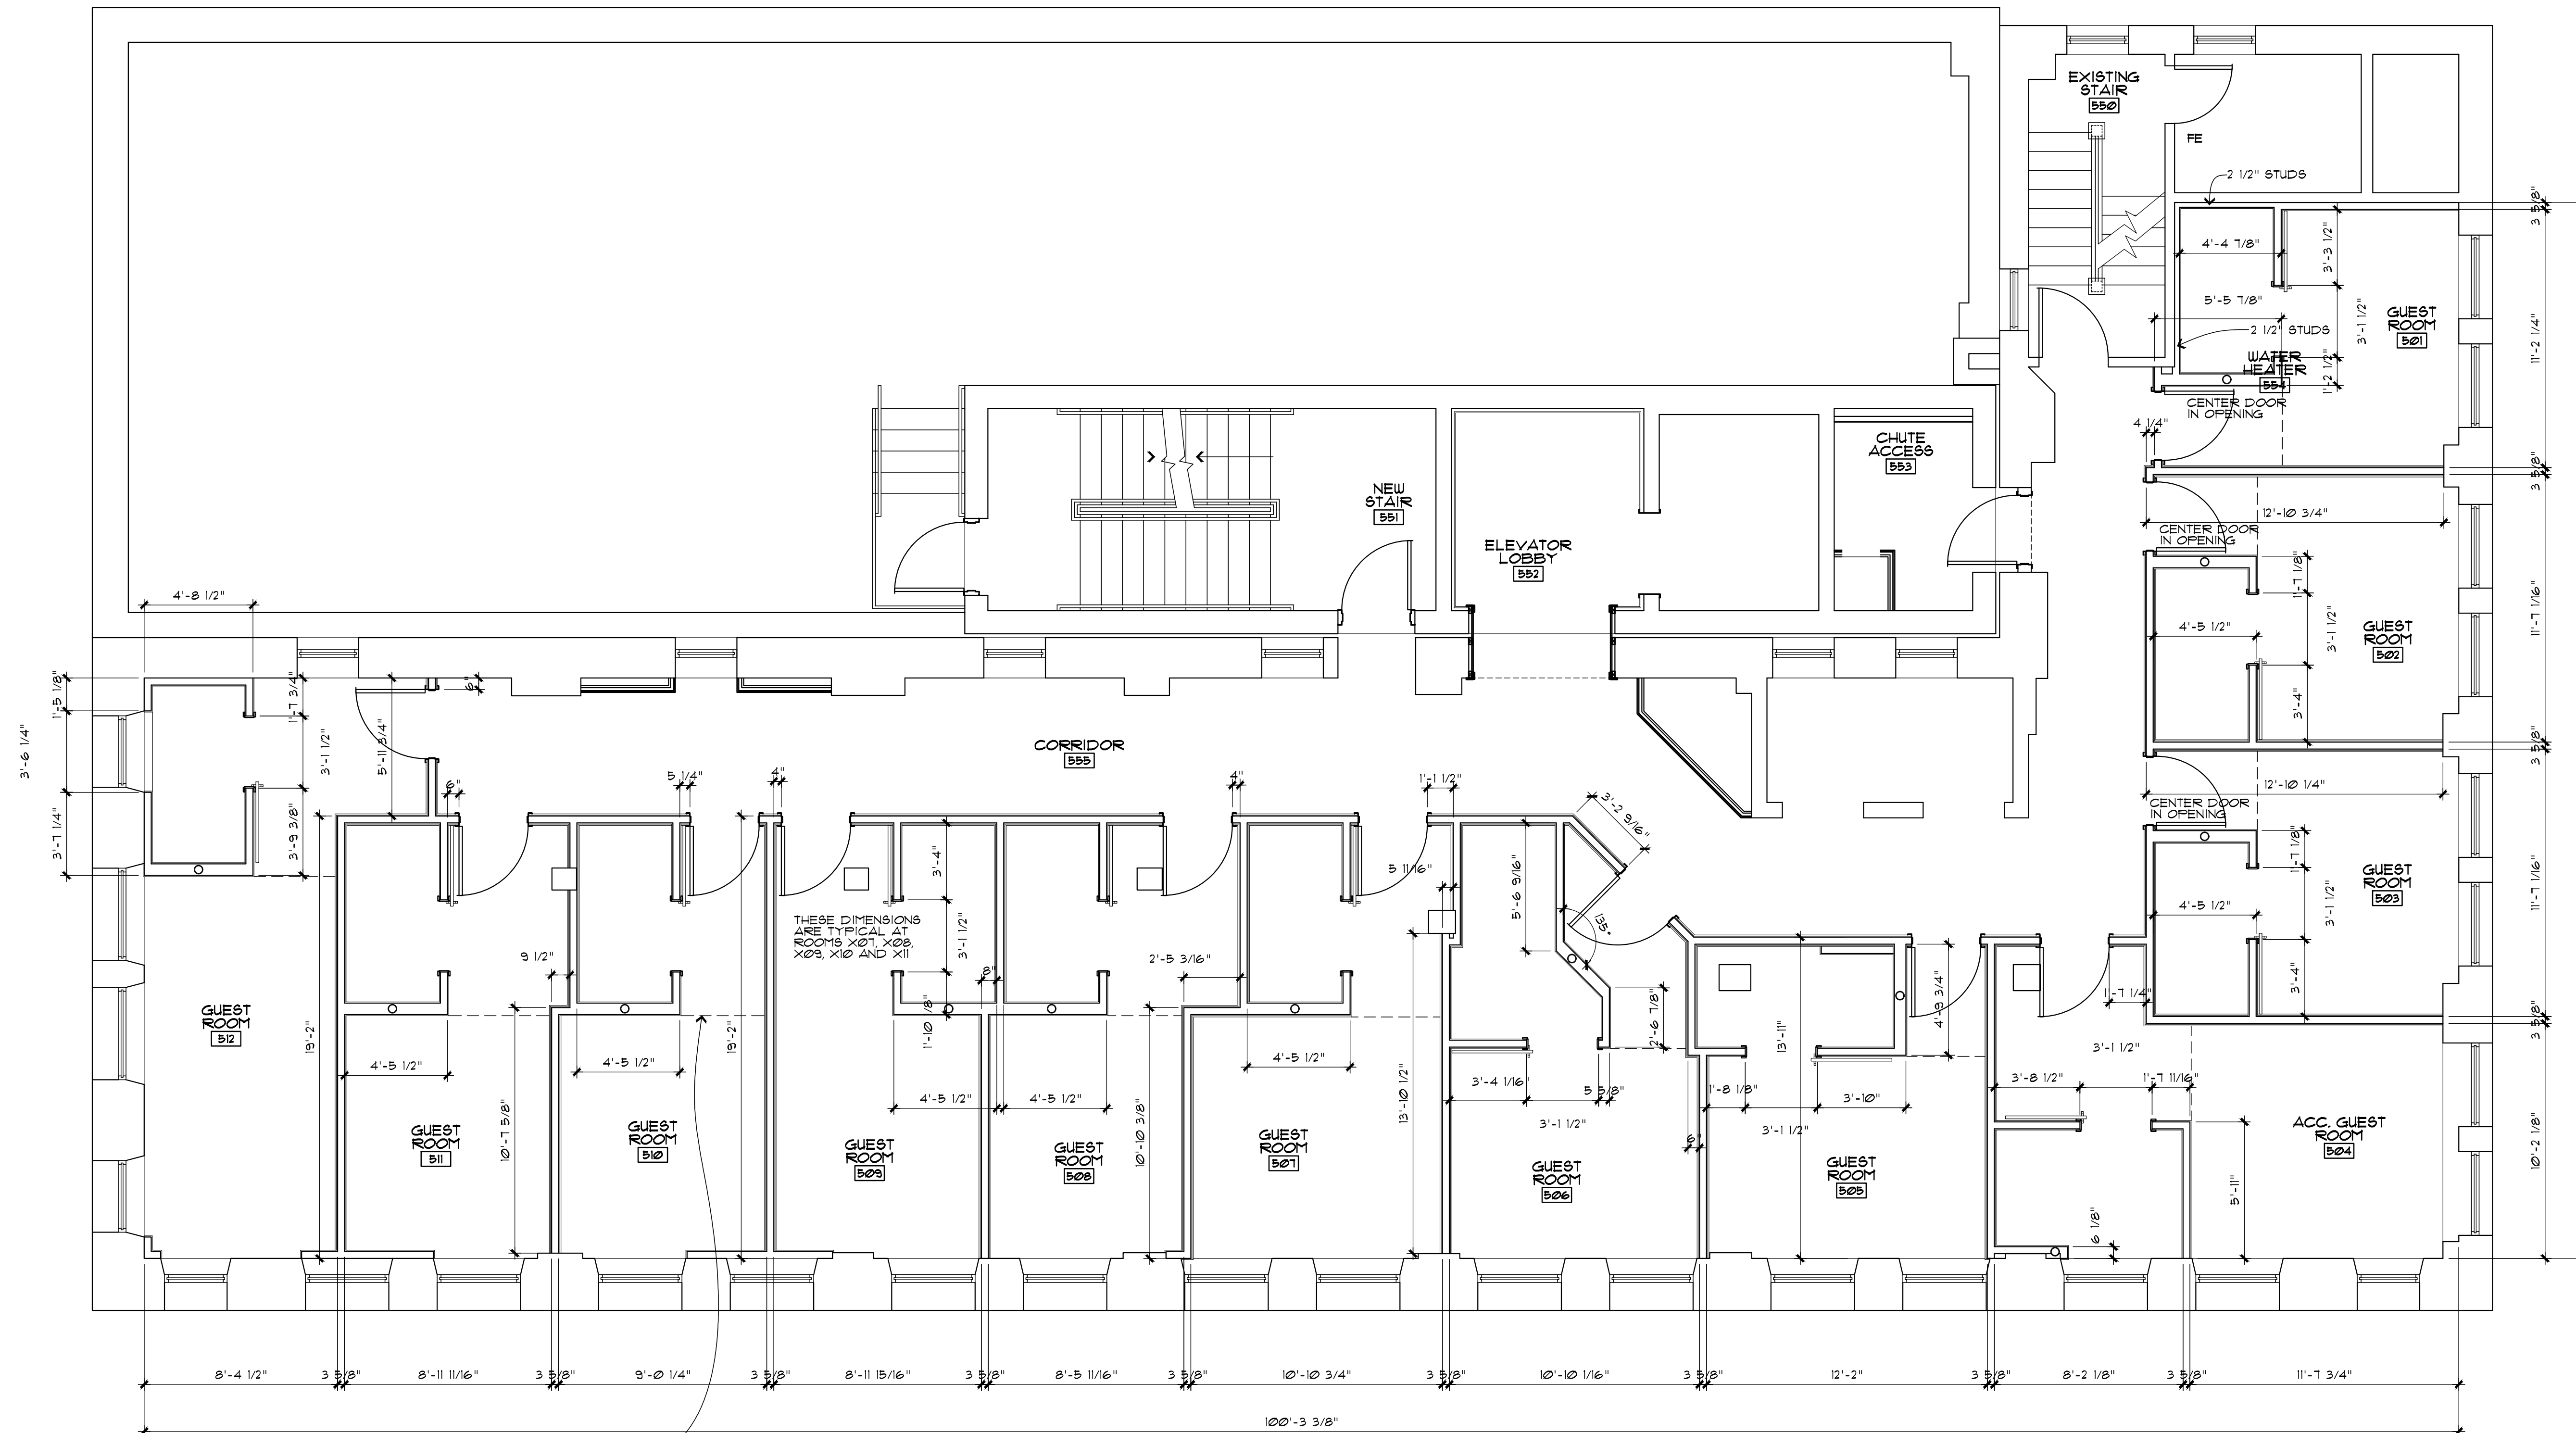 EXISTING
STAIR
550
FE
2 1/2" STUDS
3 5/8"
4'-4 7/8"
3'-3 1/2"
5'-5 7/8"
2 1/2" STUDS
3'-1 1/2"
GUEST
ROOM
501
11'-2 1/4"
WATER
HEATER
554
1'-2 1/2"
CENTER DOOR
IN OPENING
4 1/4"
3 5/8"
CHUTE
ACCESS
553
NEW
STAIR
551
ELEVATOR
LOBBY
552
12'-10 3/4"
CENTER DOOR
IN OPENING
1'-7 1/8"
4'-5 1/2"
3'-1 1/2"
GUEST
ROOM
502
11'-7 1/16"
3'-4"
3 5/8"
12'-10 1/4"
CENTER DOOR
IN OPENING
1'-7 1/8"
4'-5 1/2"
3'-1 1/2"
GUEST
ROOM
503
11'-7 1/16"
3'-4"
3 5/8"
4'-8 1/2"
1'-5 1/8"
3'-6 1/4"
3'-7 1/4"
1'-7 3/4"
3'-1 1/2"
3'-9 3/8"
5'-11 3/4"
6"
6"
CORRIDOR
555
5 1/4"
4"
4"
1'-1 1/2"
3'-2 9/16"
5 11/16"
5'-6 9/16"
135°
3'-4"
THESE DIMENSIONS
ARE TYPICAL AT
ROOMS X07, X08,
X09, X10 AND X11
3'-1 1/2"
9 1/2"
8"
2'-5 3/16"
1'-10 1/8"
2'-6 7/8"
13'-11"
4'-9 3/4"
1'-7 1/4"
GUEST
ROOM
512
19'-2"
19'-2"
4'-5 1/2"
4'-5 1/2"
4'-5 1/2"
4'-5 1/2"
4'-5 1/2"
10'-7 5/8"
10'-10 3/8"
13'-10 1/2"
3'-4 1/16"
5 5/8"
3'-1 1/2"
6"
1'-8 1/8"
3'-10"
3'-1 1/2"
3'-1 1/2"
3'-8 1/2"
1'-7 11/16"
5'-11"
6 1/8"
GUEST
ROOM
511
GUEST
ROOM
510
GUEST
ROOM
509
GUEST
ROOM
508
GUEST
ROOM
507
GUEST
ROOM
506
GUEST
ROOM
505
ACC. GUEST
ROOM
504
10'-2 1/8"
8'-4 1/2"
3 5/8"
8'-11 11/16"
3 5/8"
9'-0 1/4"
3 5/8"
8'-11 15/16"
3 5/8"
8'-5 11/16"
3 5/8"
10'-10 3/4"
3 5/8"
10'-10 1/16"
3 5/8"
12'-2"
3 5/8"
8'-2 1/8"
3 5/8"
11'-7 3/4"
100'-3 3/8"